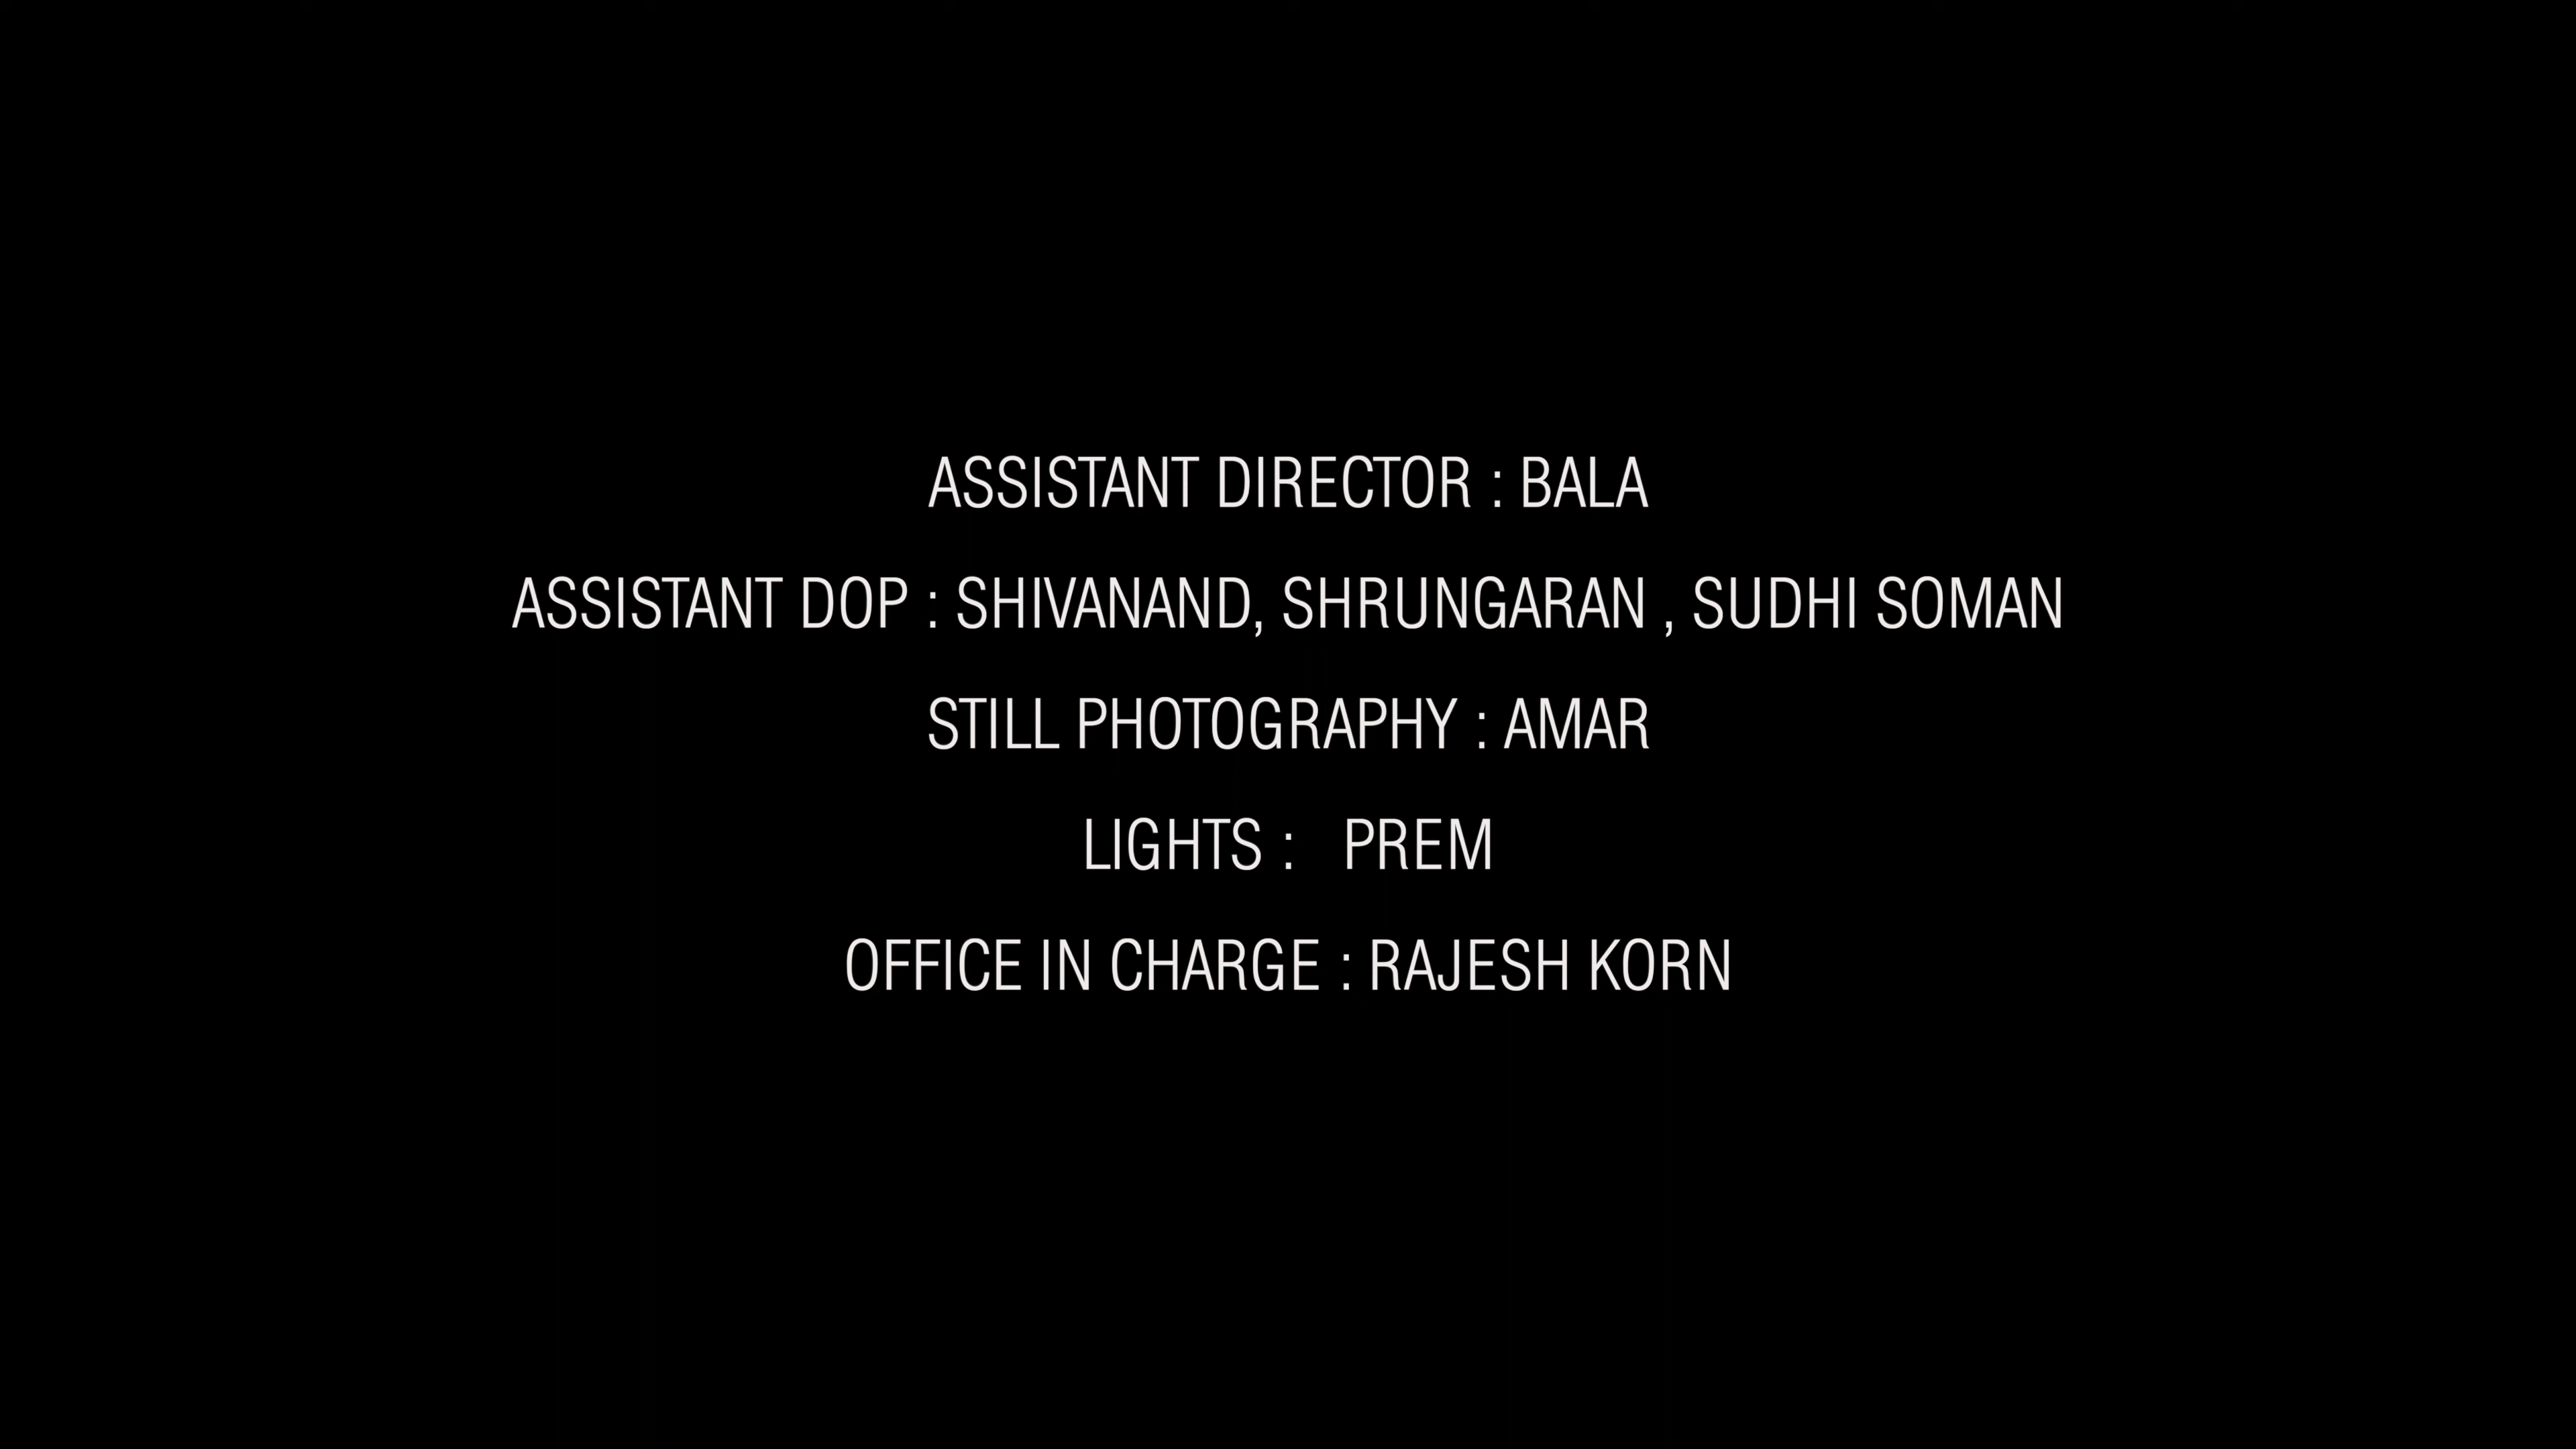 ASSISTANT DIRECTOR : BALA
ASSISTANT DOP : SHIVANAND, SHRUNGARAN , SUDHI SOMAN
STILL PHOTOGRAPHY : AMAR
LIGHTS :   PREM
OFFICE IN CHARGE : RAJESH KORN